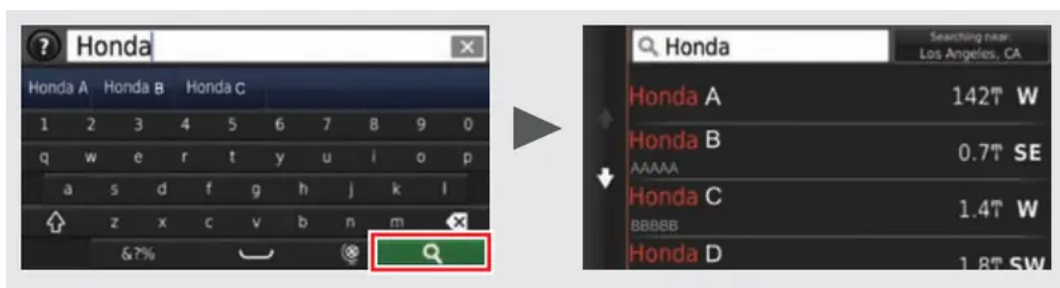 ? Honda
Honda A Honda B Honda C
1 2 3 4 5 6 7 8 9 0
q w e r t y u i o p
a s d f g h j k l
z x c v b n m
&?%
Honda
Searching near:
Los Angeles, CA
Honda A 142 W
Honda B 0.7 SE
AAAAA
Honda C 1.4 W
BBBBB
Honda D 1.8 SW